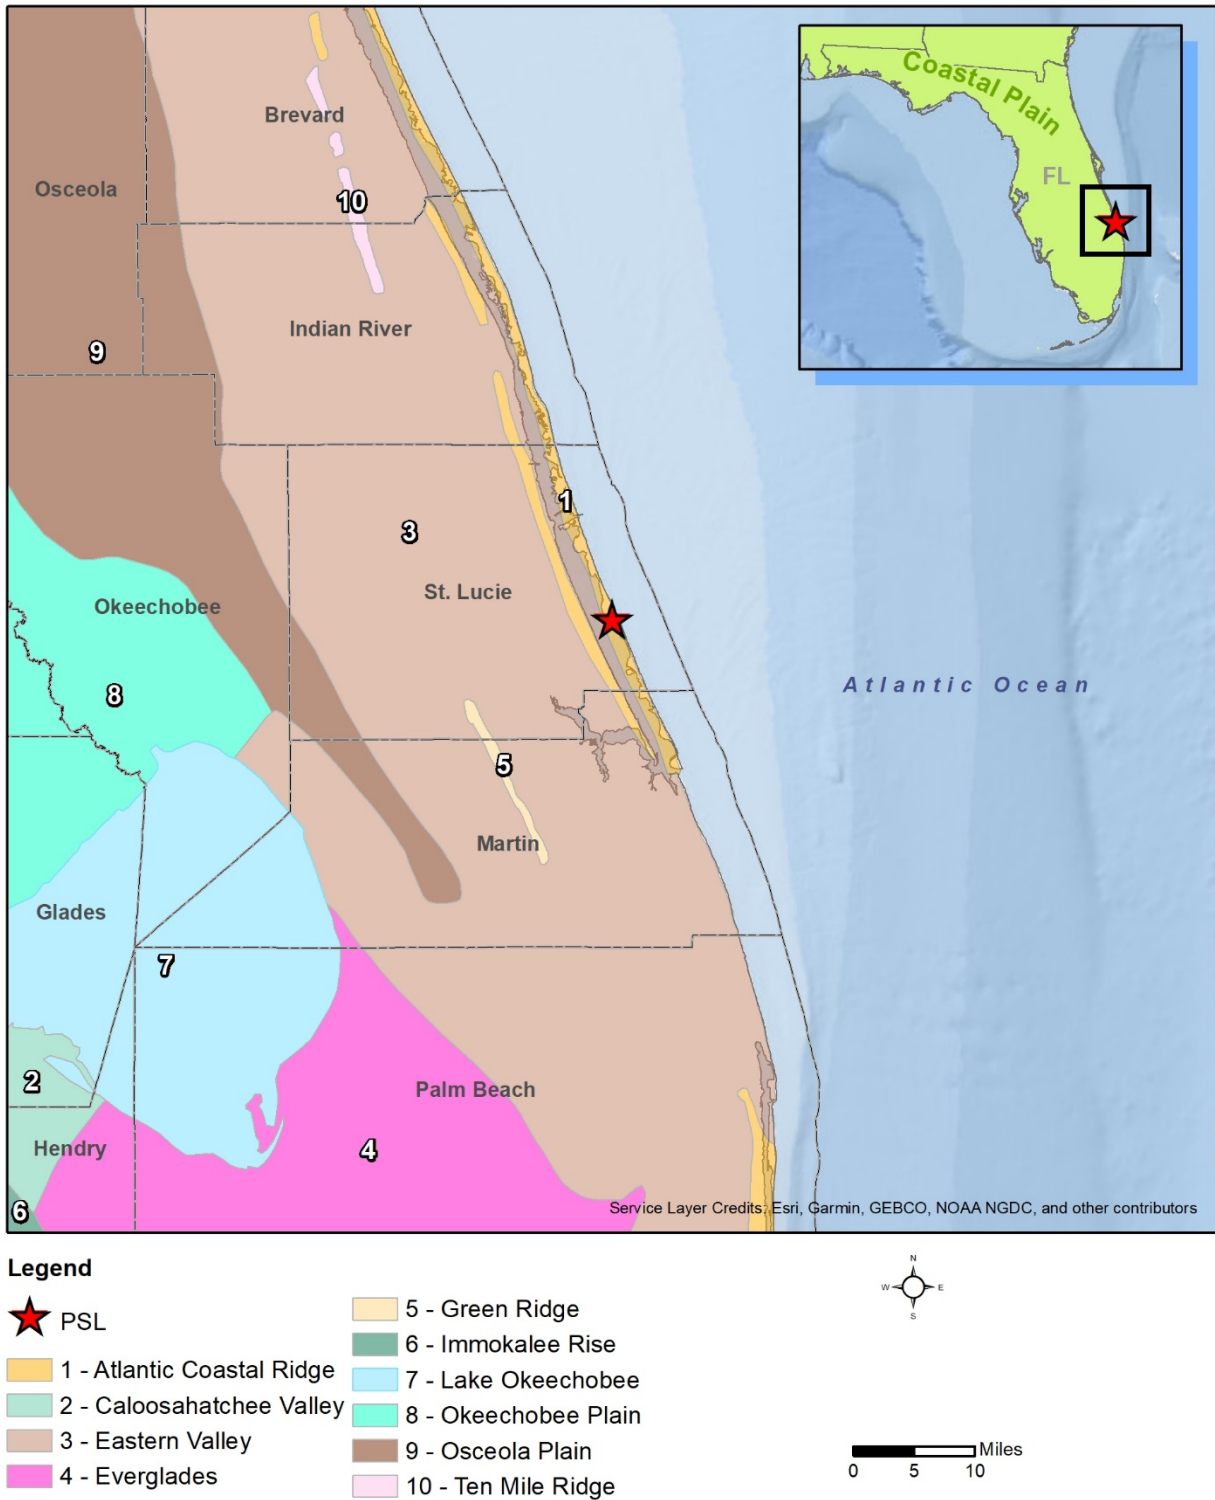 Coastal Plain
FL
Brevard
Osceola
10
Indian River
9
1
3
St. Lucie
Okeechobee
8
Atlantic Ocean
5
Martin
Glades
7
2
Palm Beach
Hendry
4
6
Service Layer Credits: Esri, Garmin, GEBCO, NOAA NGDC, and other contributors
Legend
PSL
1 - Atlantic Coastal Ridge
2 - Caloosahatchee Valley
3 - Eastern Valley
4 - Everglades
5 - Green Ridge
6 - Immokalee Rise
7 - Lake Okeechobee
8 - Okeechobee Plain
9 - Osceola Plain
10 - Ten Mile Ridge
N
W E
S
Miles
0 5 10